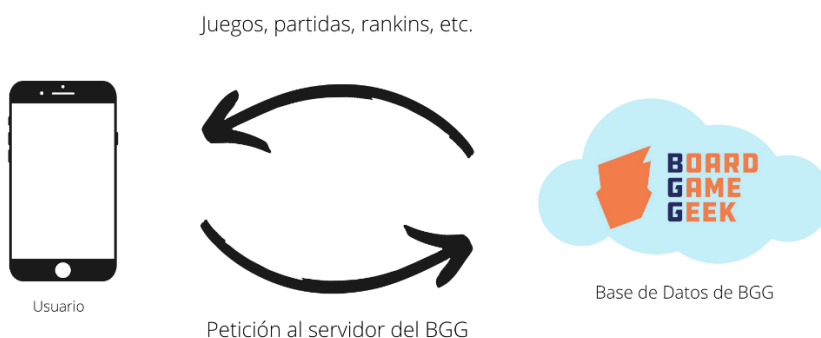 Juegos, partidas, rankins, etc.
BOARD
GAME
GEEK
Usuario
Base de Datos de BGG
Petición al servidor del BGG